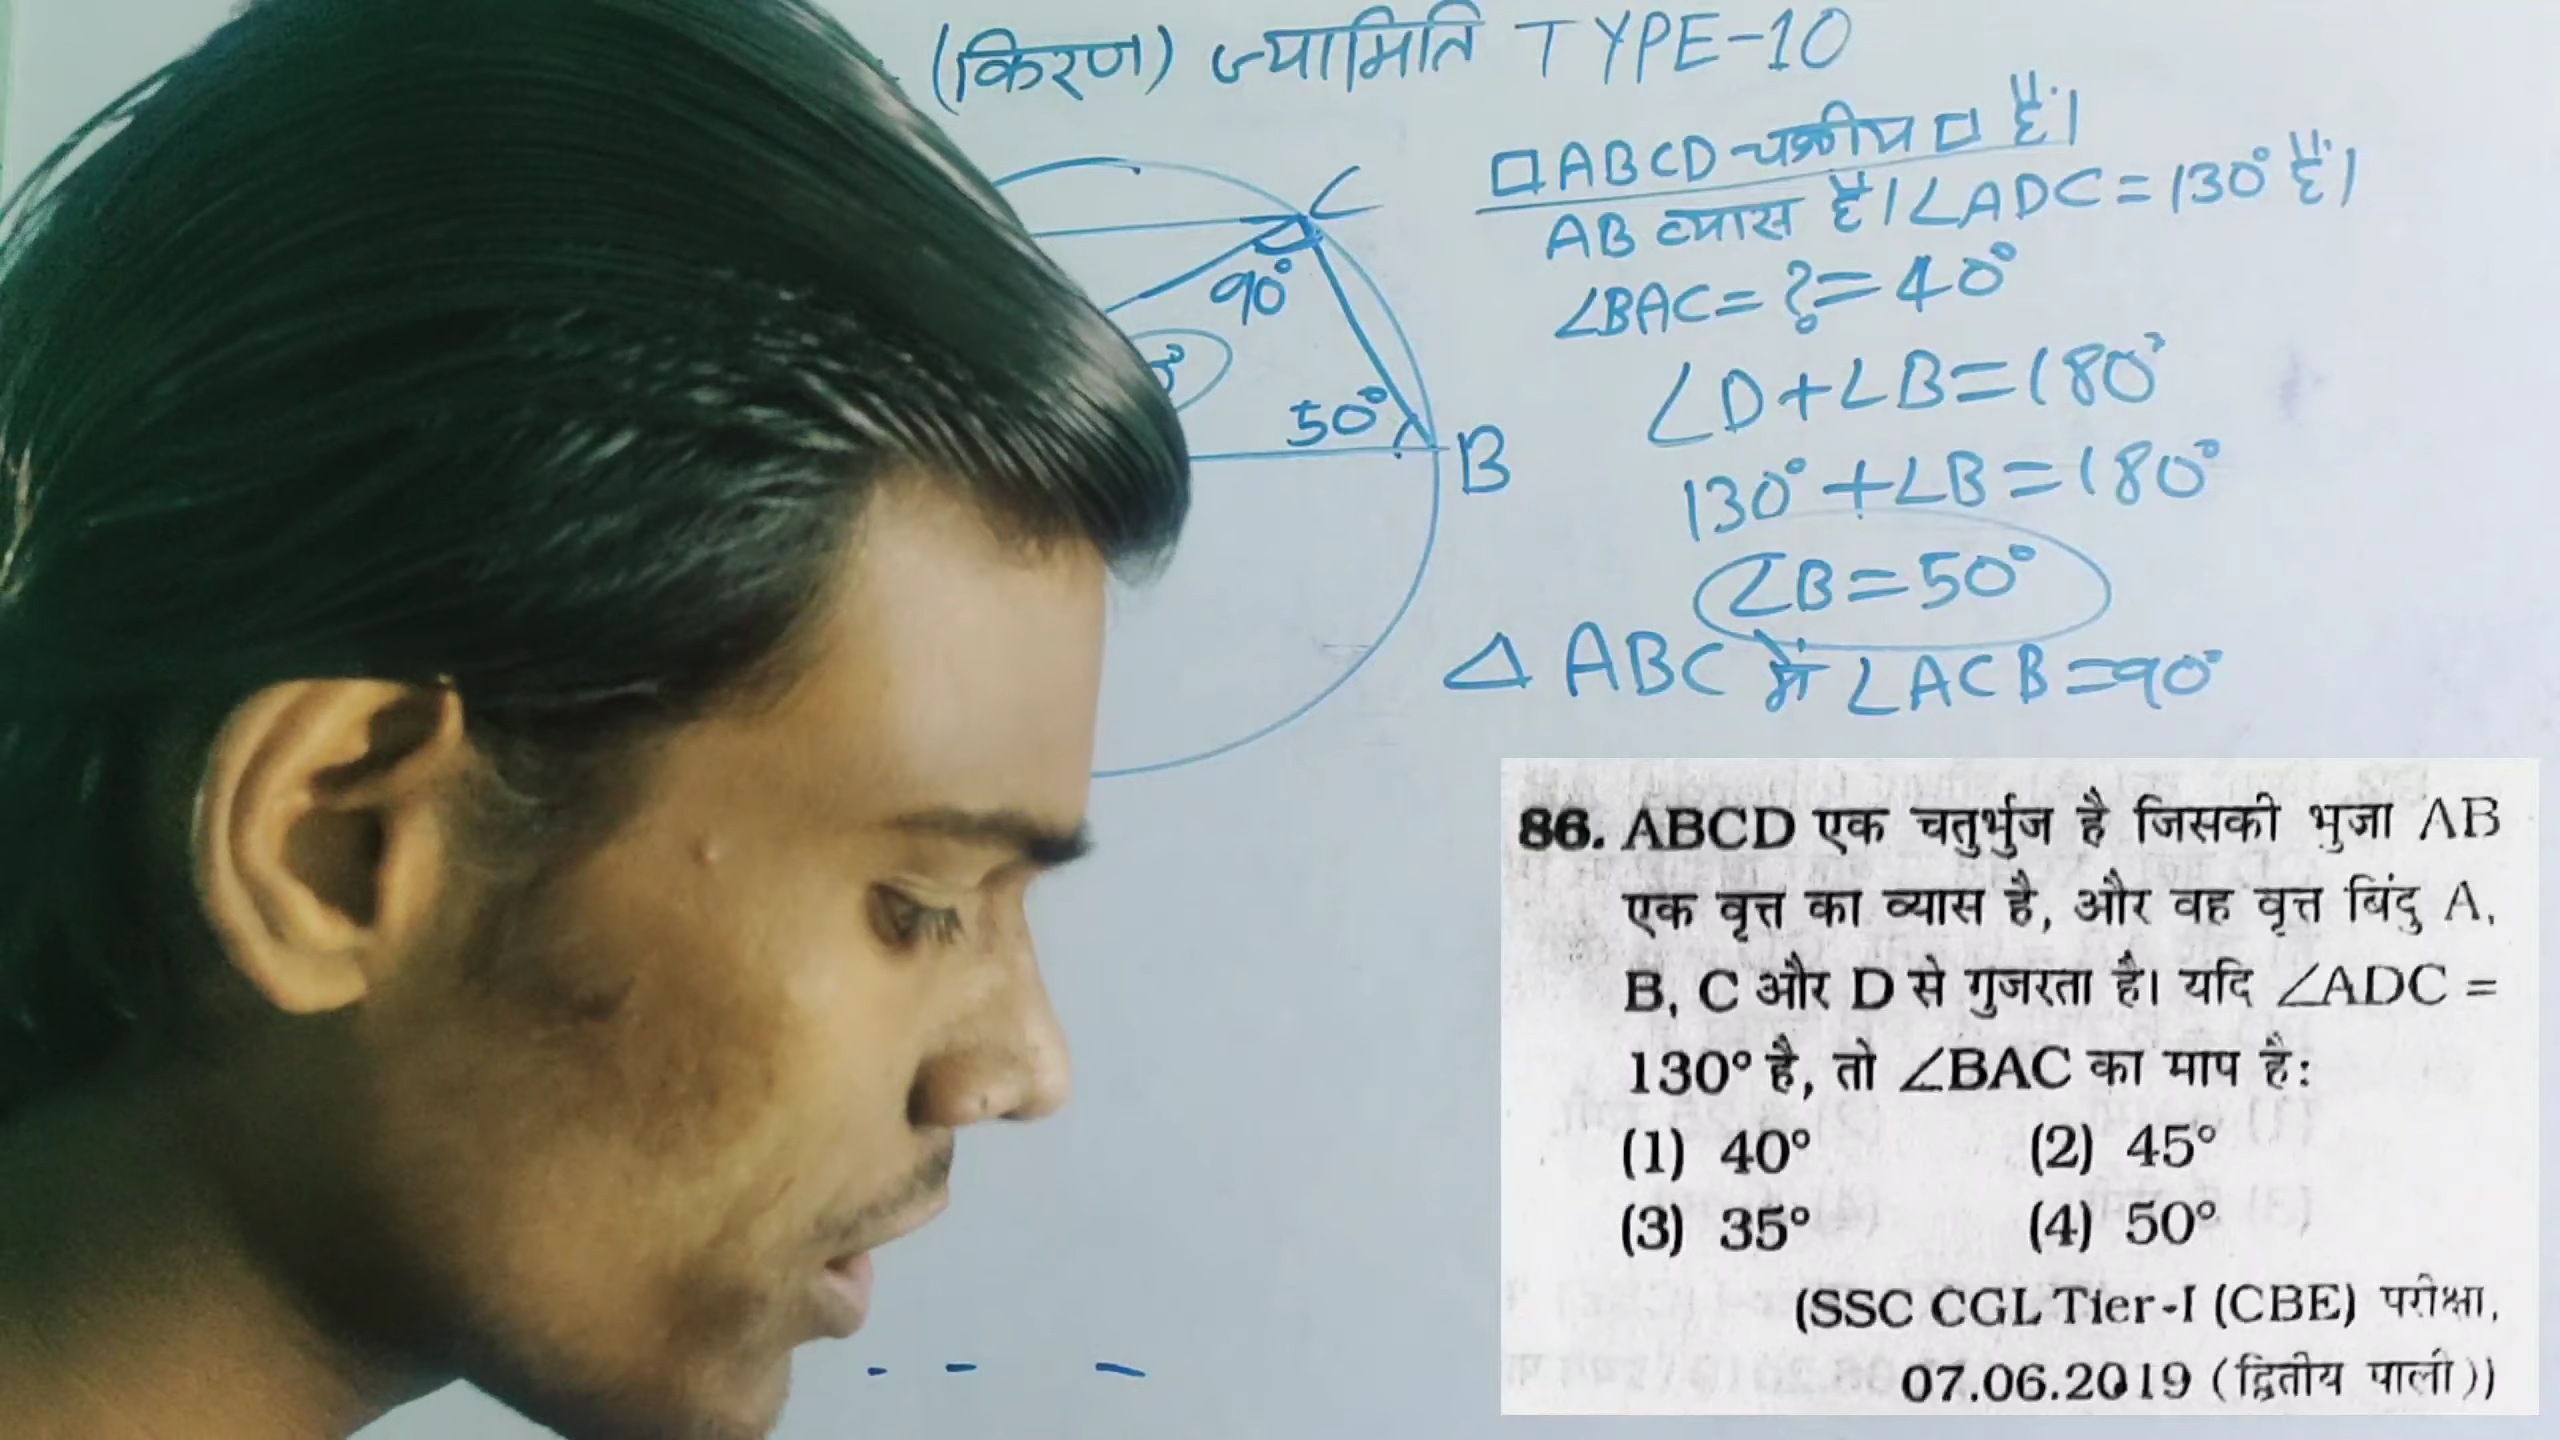 (किरण) ज्यामिति TYPE-10
□ABCD चक्रीय □ है।
AB व्यास है। ∠ADC=130° है।
∠BAC=?=40°
∠D+∠B=180°
130°+∠B=180°
∠B=50°
△ ABC में ∠ACB=90°
C
90°
50°
B
86. ABCD एक चतुर्भुज है जिसकी भुजा AB
एक वृत्त का व्यास है, और वह वृत्त बिंदु A,
B, C और D से गुजरता है। यदि ∠ADC =
130° है, तो ∠BAC का माप है:
(1) 40° (2) 45°
(3) 35° (4) 50°
(SSC CGL Tier-I (CBE) परीक्षा,
07.06.2019 (द्वितीय पाली))